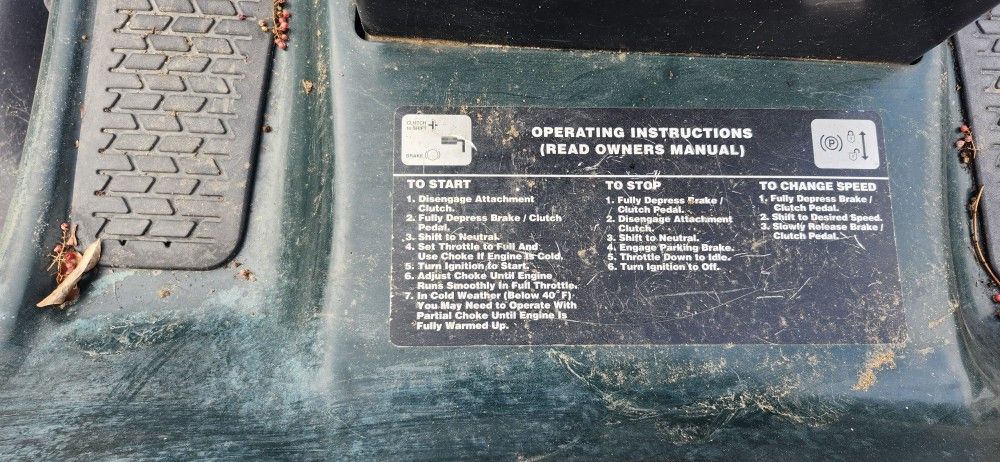 CLUTCH
to SHIFT
BRAKE
OPERATING INSTRUCTIONS
(READ OWNERS MANUAL)
(P)
TO START
1. Disengage Attachment
Clutch.
2. Fully Depress Brake / Clutch
Pedal.
3. Shift to Neutral.
4. Set Throttle to Full And
Use Choke If Engine is Cold.
5. Turn Ignition to Start.
6. Adjust Choke Until Engine
Runs Smoothly in Full Throttle.
7. In Cold Weather (Below 40°F)
You May Need to Operate With
Partial Choke Until Engine is
Fully Warmed Up.
TO STOP
1. Fully Depress Brake /
Clutch Pedal.
2. Disengage Attachment
Clutch.
3. Shift to Neutral.
4. Engage Parking Brake.
5. Throttle Down to Idle.
6. Turn Ignition to Off.
TO CHANGE SPEED
1. Fully Depress Brake /
Clutch Pedal.
2. Shift to Desired Speed.
3. Slowly Release Brake /
Clutch Pedal.